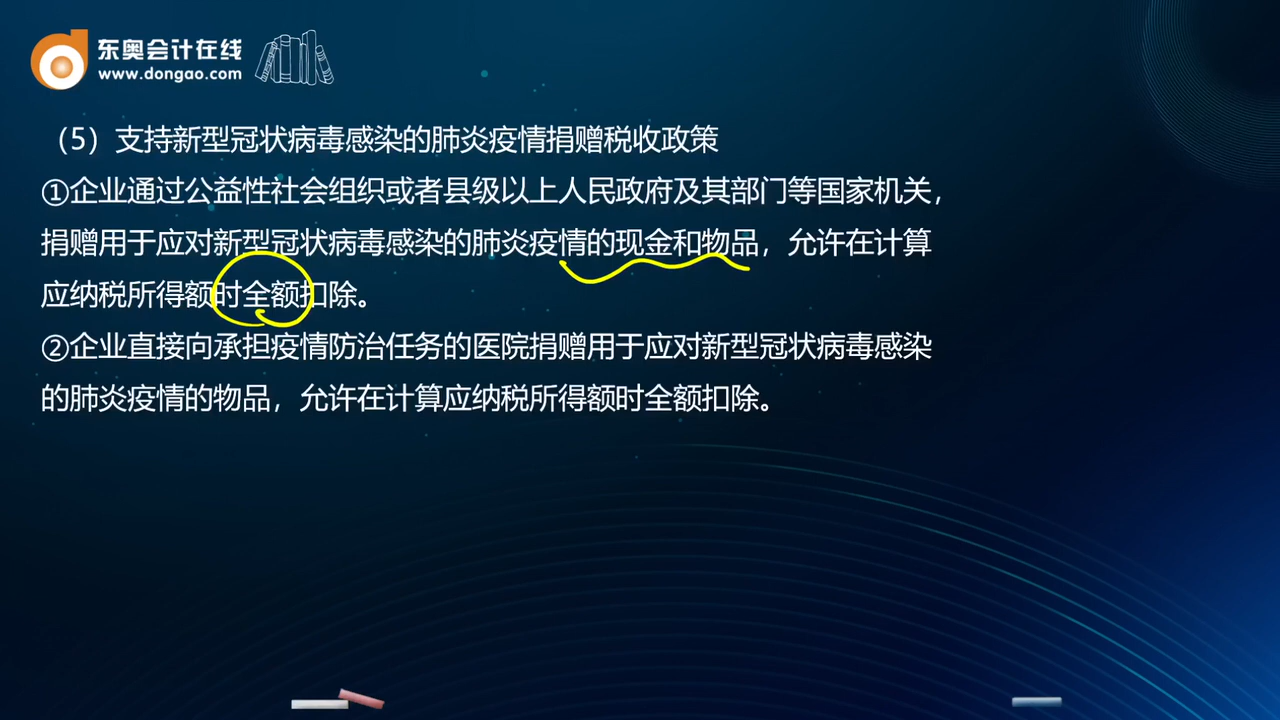 东奥会计在线
www.dongao.com
（5）支持新型冠状病毒感染的肺炎疫情捐赠税收政策
①企业通过公益性社会组织或者县级以上人民政府及其部门等国家机关，
捐赠用于应对新型冠状病毒感染的肺炎疫情的现金和物品，允许在计算
应纳税所得额时全额扣除。
②企业直接向承担疫情防治任务的医院捐赠用于应对新型冠状病毒感染
的肺炎疫情的物品，允许在计算应纳税所得额时全额扣除。